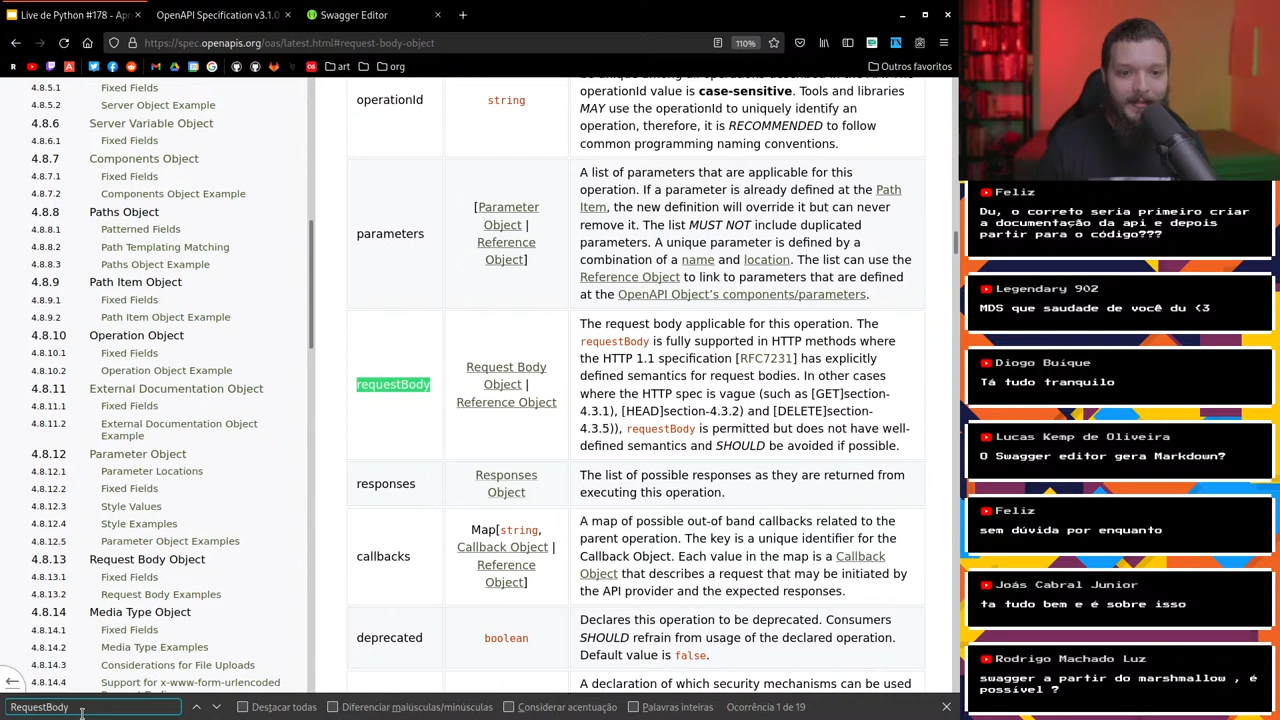 Live de Python #178 - Apr
OpenAPI Specification v3.1.0
Swagger Editor
https://spec.openapis.org/oas/latest.html#request-body-object
110%
art
org
Outros favoritos
4.8.5.1 Fixed Fields
4.8.5.2 Server Object Example
4.8.6 Server Variable Object
4.8.6.1 Fixed Fields
4.8.7 Components Object
4.8.7.1 Fixed Fields
4.8.7.2 Components Object Example
4.8.8 Paths Object
4.8.8.1 Patterned Fields
4.8.8.2 Path Templating Matching
4.8.8.3 Paths Object Example
4.8.9 Path Item Object
4.8.9.1 Fixed Fields
4.8.9.2 Path Item Object Example
4.8.10 Operation Object
4.8.10.1 Fixed Fields
4.8.10.2 Operation Object Example
4.8.11 External Documentation Object
4.8.11.1 Fixed Fields
4.8.11.2 External Documentation Object
Example
4.8.12 Parameter Object
4.8.12.1 Parameter Locations
4.8.12.2 Fixed Fields
4.8.12.3 Style Values
4.8.12.4 Style Examples
4.8.12.5 Parameter Object Examples
4.8.13 Request Body Object
4.8.13.1 Fixed Fields
4.8.13.2 Request Body Examples
4.8.14 Media Type Object
4.8.14.1 Fixed Fields
4.8.14.2 Media Type Examples
4.8.14.3 Considerations for File Uploads
4.8.14.4 Support for x-www-form-urlencoded
operationId
string
operationId value is case-sensitive. Tools and libraries
MAY use the operationId to uniquely identify an
operation, therefore, it is RECOMMENDED to follow
common programming naming conventions.
parameters
[Parameter
Object |
Reference
Object]
A list of parameters that are applicable for this
operation. If a parameter is already defined at the Path
Item, the new definition will override it but can never
remove it. The list MUST NOT include duplicated
parameters. A unique parameter is defined by a
combination of a name and location. The list can use the
Reference Object to link to parameters that are defined
at the OpenAPI Object's components/parameters.
requestBody
Request Body
Object |
Reference Object
The request body applicable for this operation. The
requestBody is fully supported in HTTP methods where
the HTTP 1.1 specification [RFC7231] has explicitly
defined semantics for request bodies. In other cases
where the HTTP spec is vague (such as [GET]section-
4.3.1), [HEAD]section-4.3.2) and [DELETE]section-
4.3.5)), requestBody is permitted but does not have well-
defined semantics and SHOULD be avoided if possible.
responses
Responses
Object
The list of possible responses as they are returned from
executing this operation.
callbacks
Map[string,
Callback Object |
Reference
Object]
A map of possible out-of band callbacks related to the
parent operation. The key is a unique identifier for the
Callback Object. Each value in the map is a Callback
Object that describes a request that may be initiated by
the API provider and the expected responses.
deprecated
boolean
Declares this operation to be deprecated. Consumers
SHOULD refrain from usage of the declared operation.
Default value is false.
A declaration of which security mechanisms can be used
RequestBody
Destacar todas
Diferenciar maiúsculas/minúsculas
Considerar acentuação
Palavras inteiras
Ocorrência 1 de 19
Feliz
Du, o correto seria primeiro criar
a documentação da api e depois
partir para o código???
Legendary 902
MDS que saudade de você du <3
Diogo Buique
Tá tudo tranquilo
Lucas Kemp de Oliveira
O Swagger editor gera Markdown?
Feliz
sem dúvida por enquanto
Joás Cabral Junior
ta tudo bem e é sobre isso
Rodrigo Machado Luz
swagger a partir do marshmallow , é
possível ?